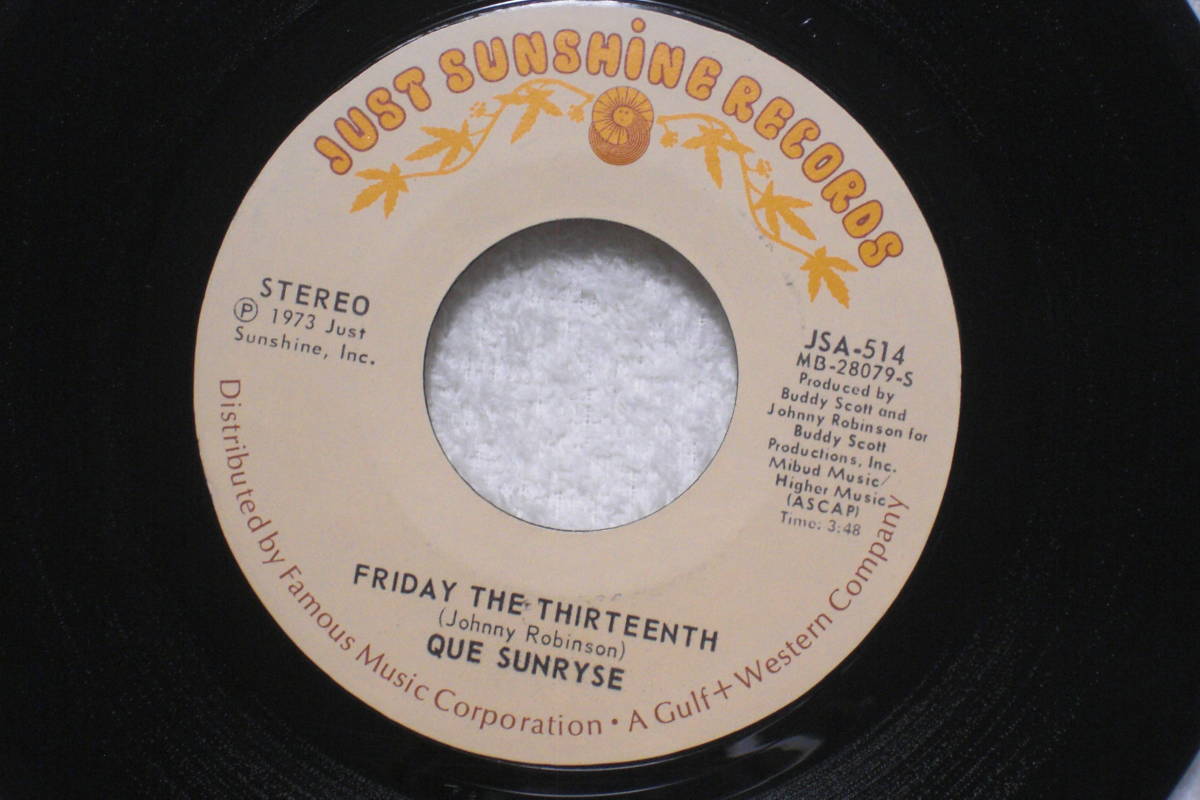 JUST SUNSHINE RECORDS
STEREO
Ⓟ 1973 Just
Sunshine, Inc.
JSA-514
MB-28079-S
Produced by
Buddy Scott and
Johnny Robinson for
Buddy Scott
Productions, Inc.
Mibud Music/
Higher Music
(ASCAP)
Time: 3:48
FRIDAY THE THIRTEENTH
(Johnny Robinson)
QUE SUNRYSE
Distributed by Famous Music Corporation • A Gulf+Western Company